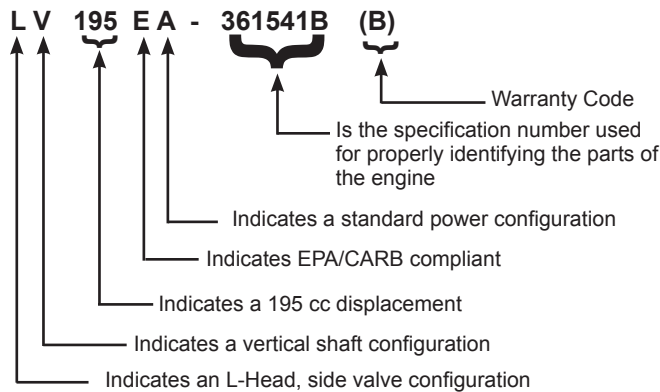 L V 195 E A - 361541B (B)
Warranty Code
Is the specification number used
for properly identifying the parts of
the engine
Indicates a standard power configuration
Indicates EPA/CARB compliant
Indicates a 195 cc displacement
Indicates a vertical shaft configuration
Indicates an L-Head, side valve configuration